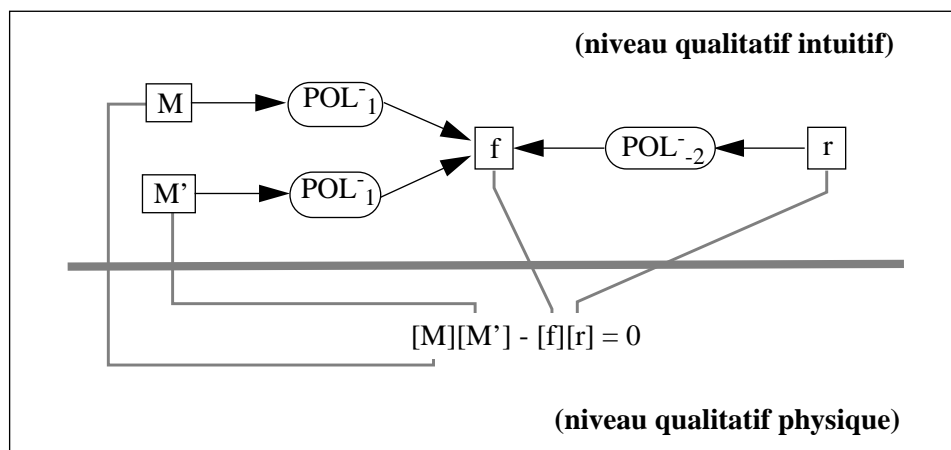 (niveau qualitatif intuitif)
M
POL⁻₁
f
POL⁻₋₂
r
M’
POL⁻₁
[M][M’] - [f][r] = 0
(niveau qualitatif physique)